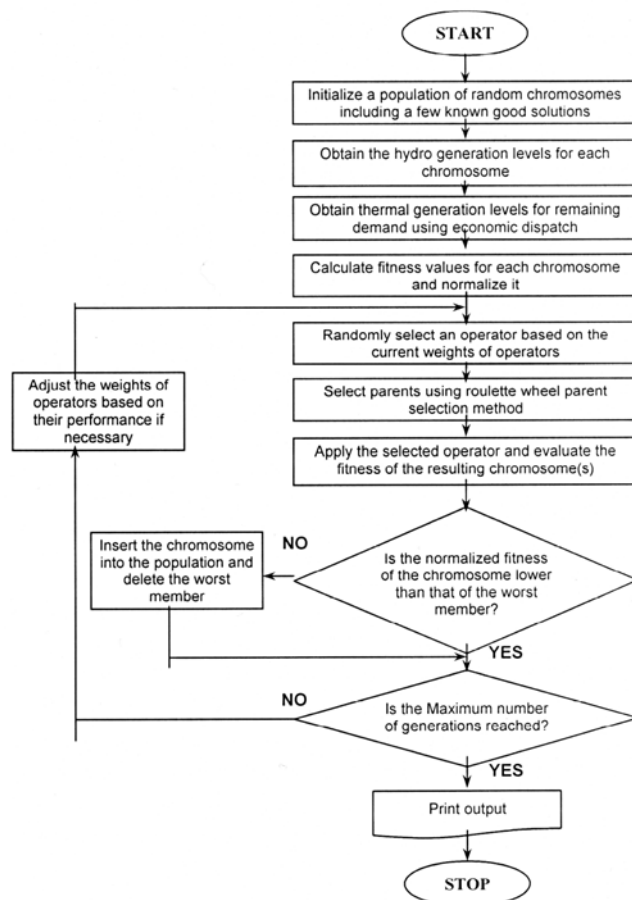 START
Initialize a population of random chromosomes
including a few known good solutions
Obtain the hydro generation levels for each
chromosome
Obtain thermal generation levels for remaining
demand using economic dispatch
Calculate fitness values for each chromosome
and normalize it
Randomly select an operator based on the
current weights of operators
Adjust the weights of
operators based on
their performance if
necessary
Select parents using roulette wheel parent
selection method
Apply the selected operator and evaluate the
fitness of the resulting chromosome(s)
Insert the chromosome
into the population and
delete the worst
member
NO
Is the normalized fitness
of the chromosome lower
than that of the worst
member?
YES
NO
Is the Maximum number
of generations reached?
YES
Print output
STOP